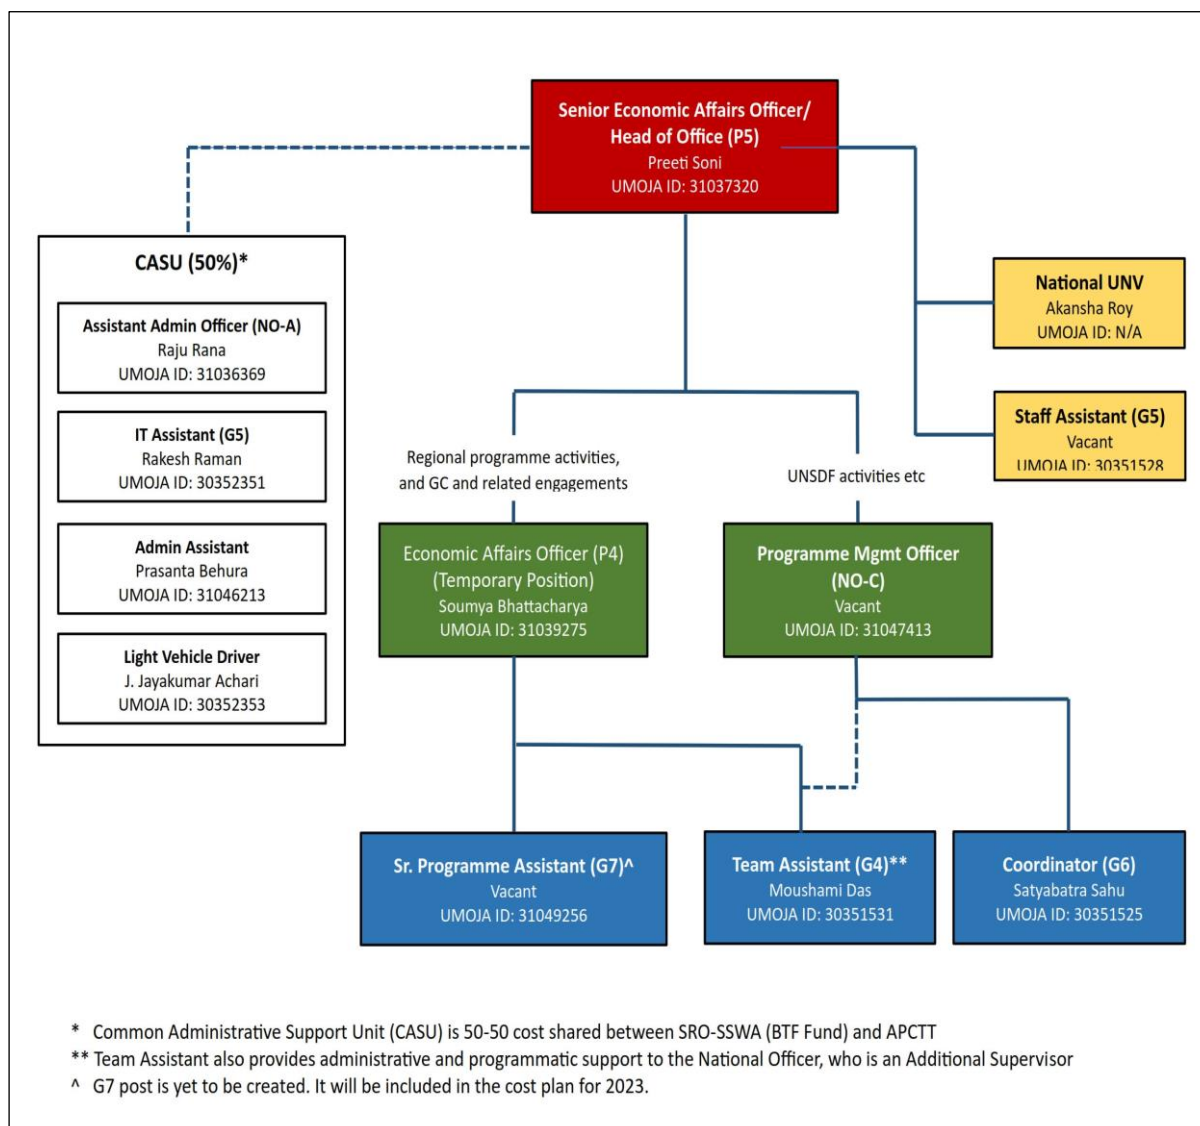 Senior Economic Affairs Officer/
Head of Office (P5)
Preeti Soni
UMOJA ID: 31037320
CASU (50%)*
Assistant Admin Officer (NO-A)
Raju Rana
UMOJA ID: 31036369
IT Assistant (G5)
Rakesh Raman
UMOJA ID: 30352351
Admin Assistant
Prasanta Behura
UMOJA ID: 31046213
Light Vehicle Driver
J. Jayakumar Achari
UMOJA ID: 30352353
National UNV
Akansha Roy
UMOJA ID: N/A
Staff Assistant (G5)
Vacant
UMOJA ID: 30351528
Regional programme activities,
and GC and related engagements
UNSDF activities etc
Economic Affairs Officer (P4)
(Temporary Position)
Soumya Bhattacharya
UMOJA ID: 31039275
Programme Mgmt Officer
(NO-C)
Vacant
UMOJA ID: 31047413
Sr. Programme Assistant (G7)^
Vacant
UMOJA ID: 31049256
Team Assistant (G4)**
Moushami Das
UMOJA ID: 30351531
Coordinator (G6)
Satyabatra Sahu
UMOJA ID: 30351525
* Common Administrative Support Unit (CASU) is 50-50 cost shared between SRO-SSWA (BTF Fund) and APCTT
** Team Assistant also provides administrative and programmatic support to the National Officer, who is an Additional Supervisor
^ G7 post is yet to be created. It will be included in the cost plan for 2023.